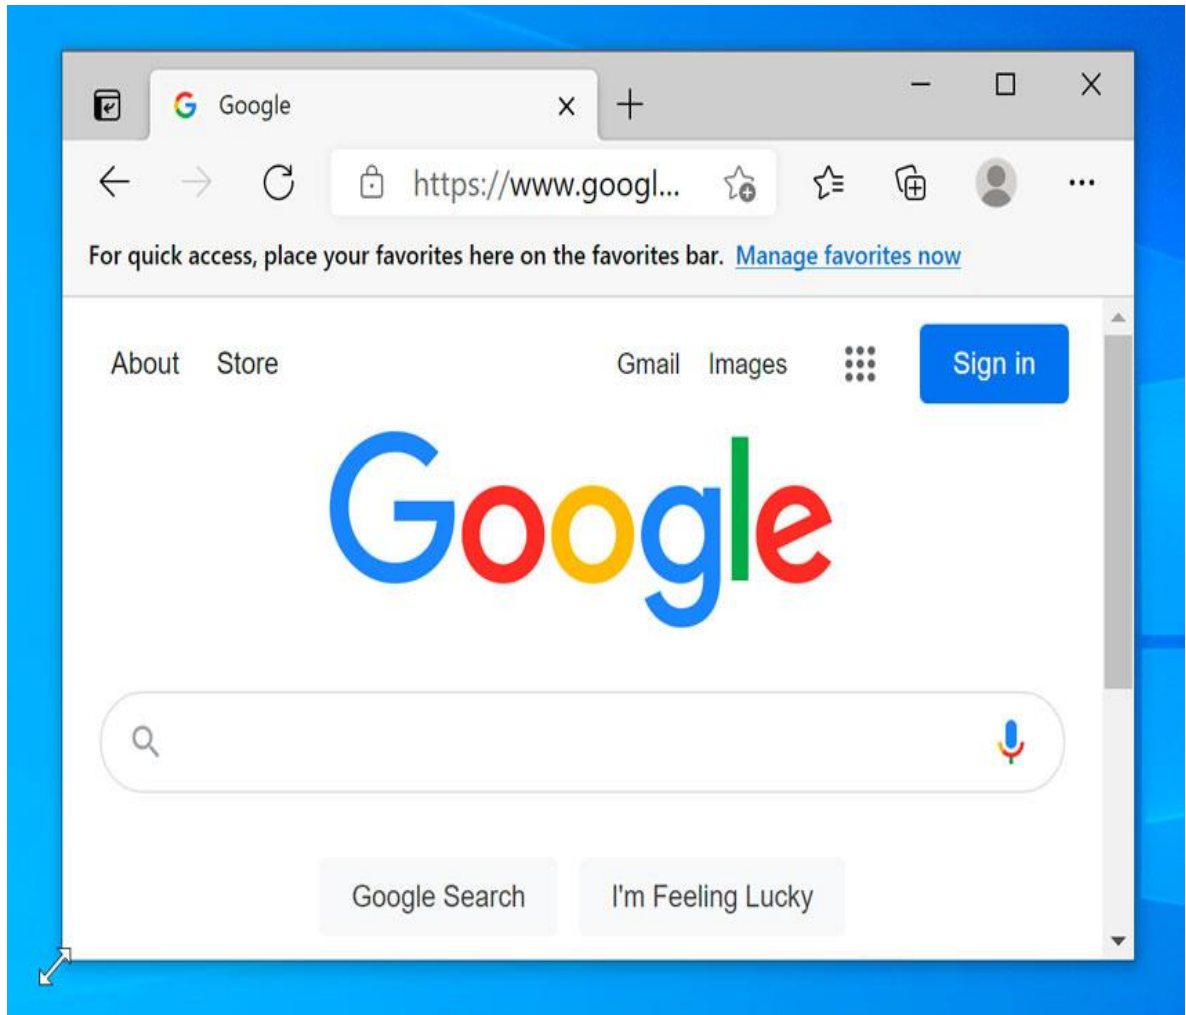 Google
https://www.googl...
For quick access, place your favorites here on the favorites bar. Manage favorites now
About Store Gmail Images Sign in
Google
Google Search I'm Feeling Lucky